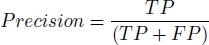 Precision = TP / (TP + FP)